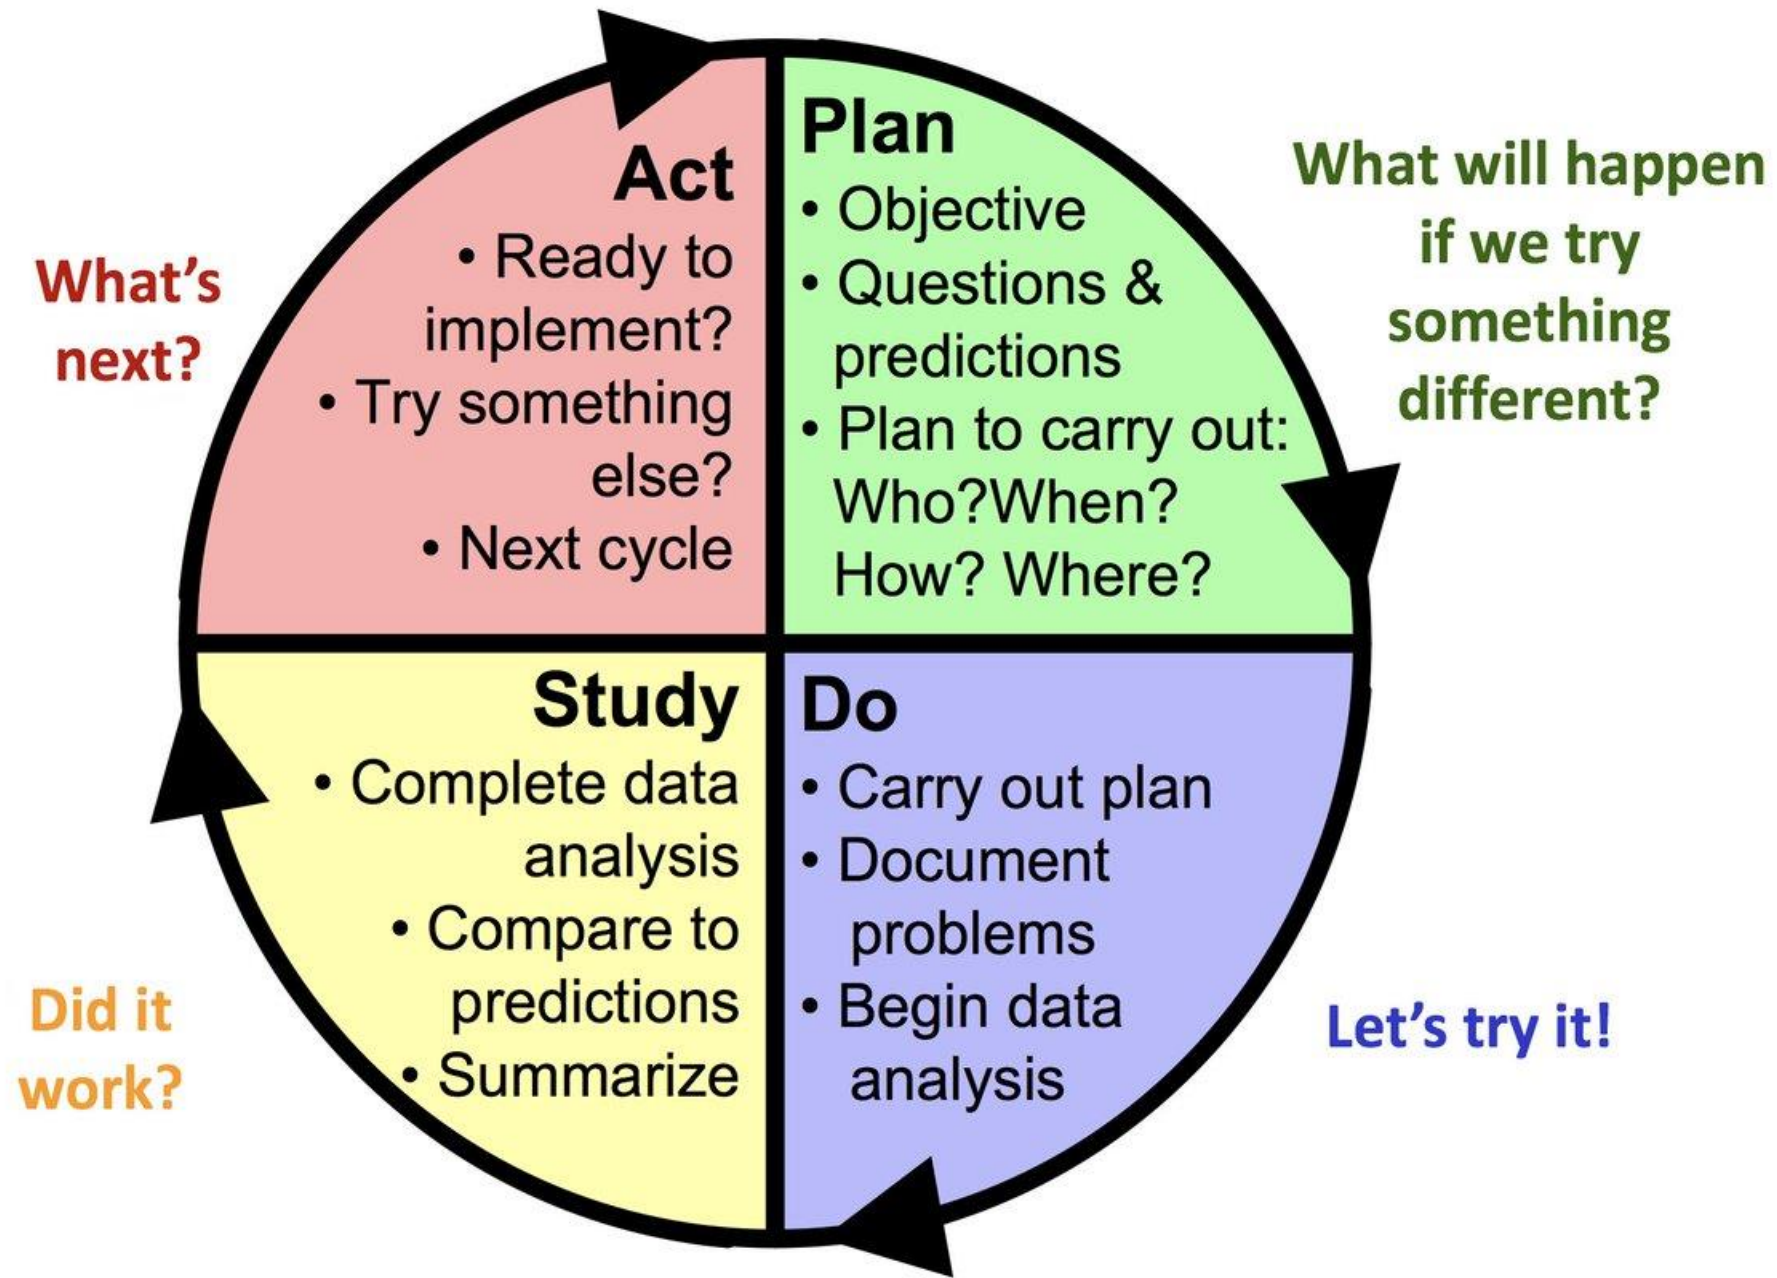 Plan
• Objective
• Questions &
predictions
• Plan to carry out:
Who?When?
How? Where?
What will happen
if we try
something
different?
Do
• Carry out plan
• Document
problems
• Begin data
analysis
Let's try it!
Study
• Complete data
analysis
• Compare to
predictions
• Summarize
Did it
work?
Act
• Ready to
implement?
• Try something
else?
• Next cycle
What's
next?